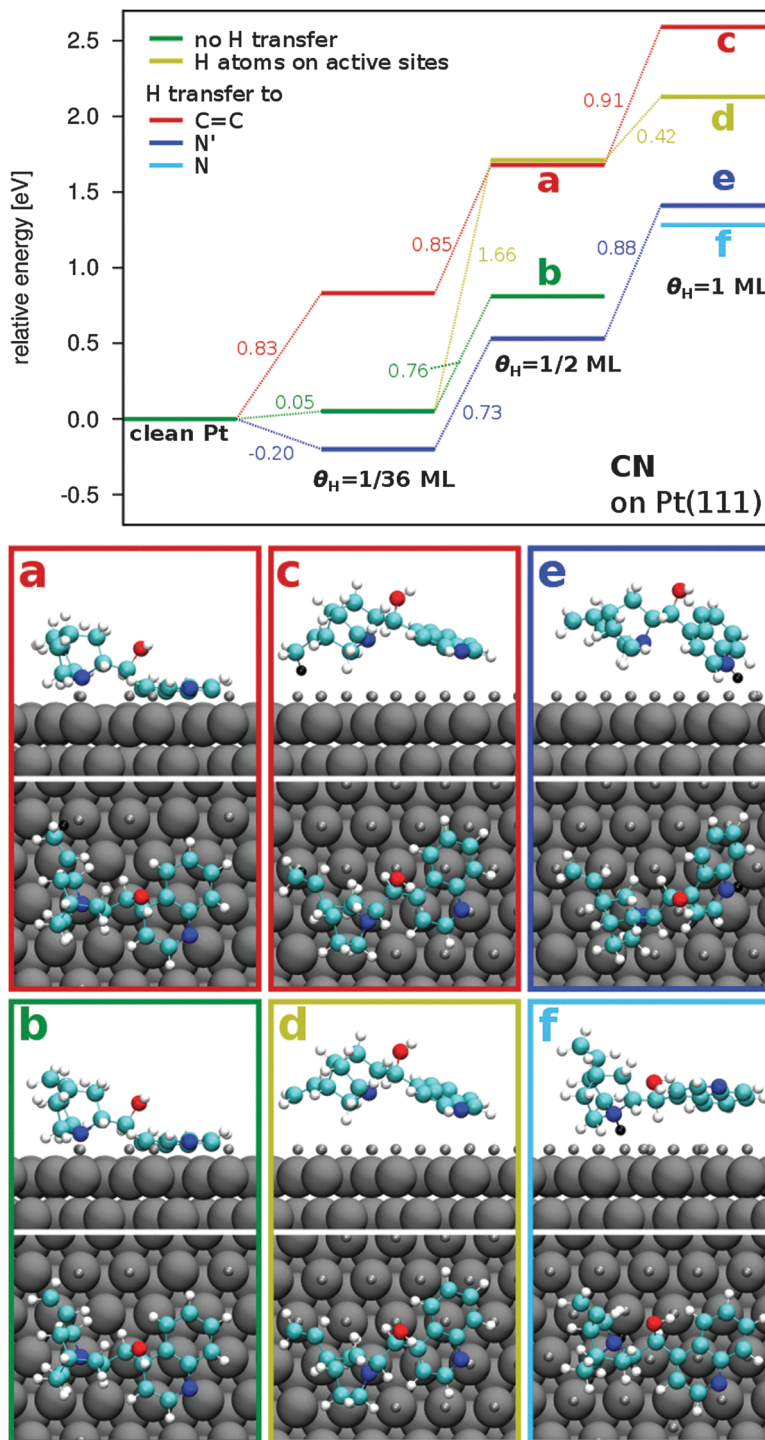 relative energy [eV]
2.5
2.0
1.5
1.0
0.5
0.0
-0.5
no H transfer
H atoms on active sites
H transfer to
C=C
N'
N
0.83
0.05
-0.20
0.85
1.66
0.76
0.73
0.91
0.42
0.88
a
b
c
d
e
f
clean Pt
θH=1/36 ML
θH=1/2 ML
θH=1 ML
CN
on Pt(111)
a
c
e
b
d
f